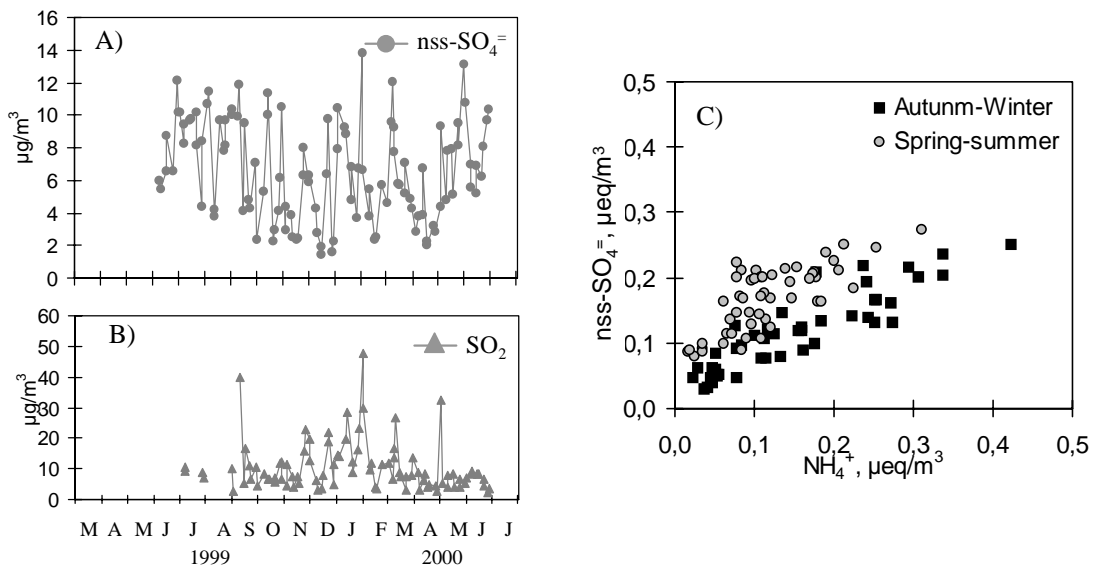 A)
nss-SO₄⁼
µg/m³
16
14
12
10
8
6
4
2
0
B)
SO₂
µg/m³
60
50
40
30
20
10
0
M A M J J A S O N D J F M A M J J
1999 2000
C)
Autunm-Winter
Spring-summer
nss-SO₄⁼, µeq/m³
0,5
0,4
0,3
0,2
0,1
0,0
0,0 0,1 0,2 0,3 0,4 0,5
NH₄⁺, µeq/m³